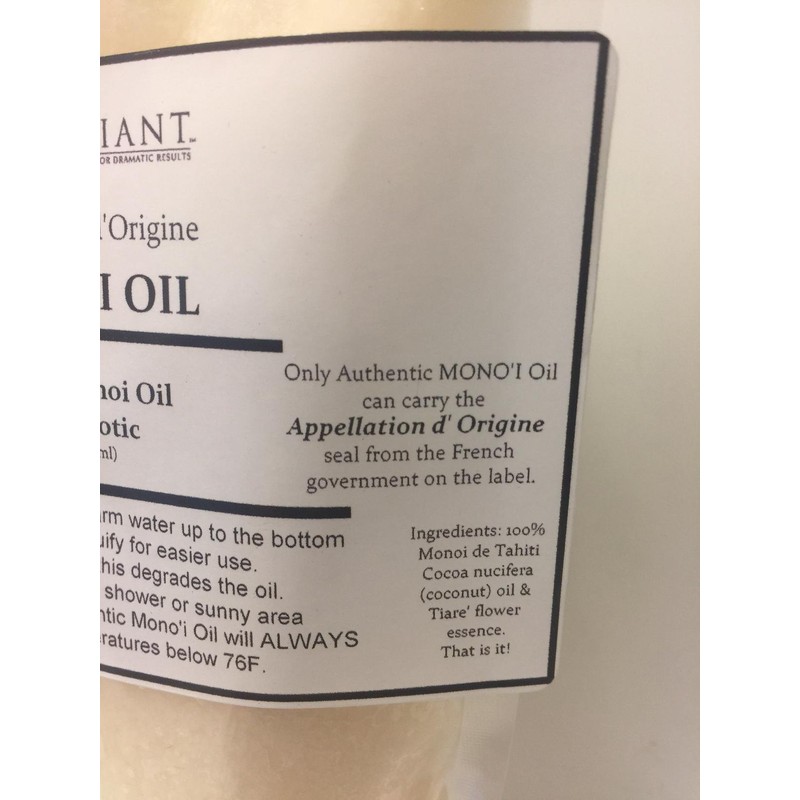 IANT™
OR DRAMATIC RESULTS
'Origine
I OIL
oi Oil
otic
ml)
Only Authentic MONO'I Oil
can carry the
Appellation d' Origine
seal from the French
government on the label.
rm water up to the bottom
ify for easier use.
his degrades the oil.
shower or sunny area
ntic Mono'i Oil will ALWAYS
ratures below 76F.
Ingredients: 100%
Monoi de Tahiti
Cocoa nucifera
(coconut) oil &
Tiare' flower
essence.
That is it!